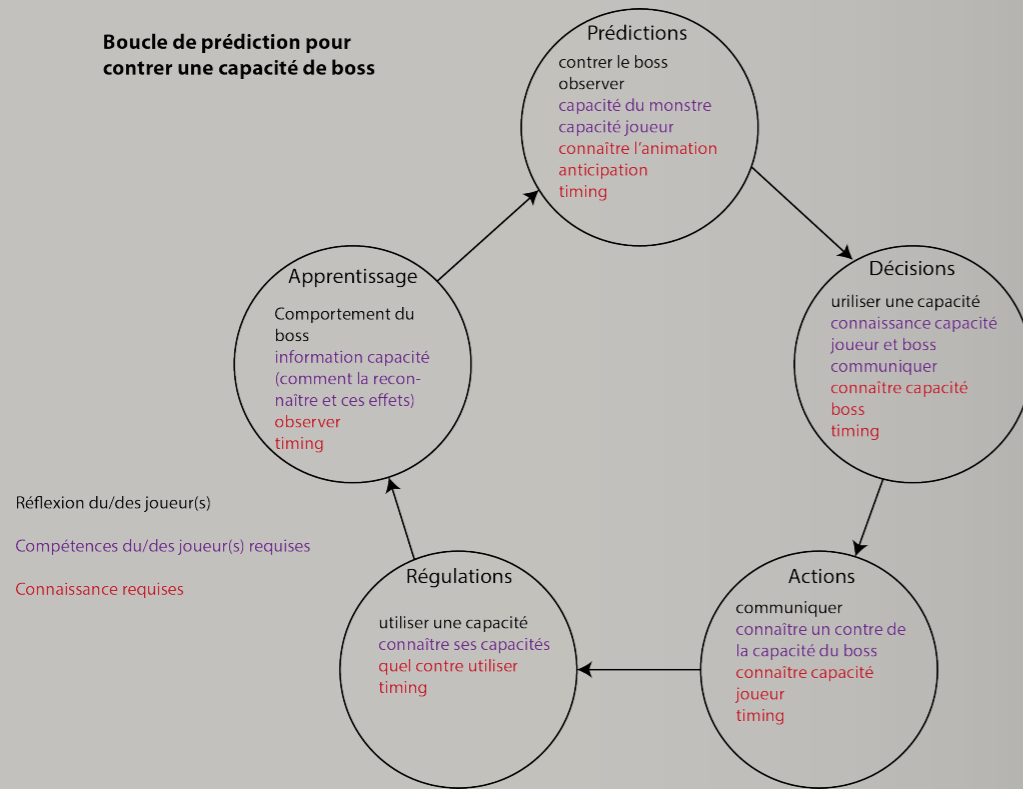 Boucle de prédiction pour
contrer une capacité de boss
Prédictions
contrer le boss
observer
capacité du monstre
capacité joueur
connaître l'animation
anticipation
timing
Décisions
uriliser une capacité
connaissance capacité
joueur et boss
communiquer
connaître capacité
boss
timing
Actions
communiquer
connaître un contre de
la capacité du boss
connaître capacité
joueur
timing
Régulations
utiliser une capacité
connaître ses capacités
quel contre utiliser
timing
Apprentissage
Comportement du
boss
information capacité
(comment la recon-
naître et ces effets)
observer
timing
Réflexion du/des joueur(s)
Compétences du/des joueur(s) requises
Connaissance requises